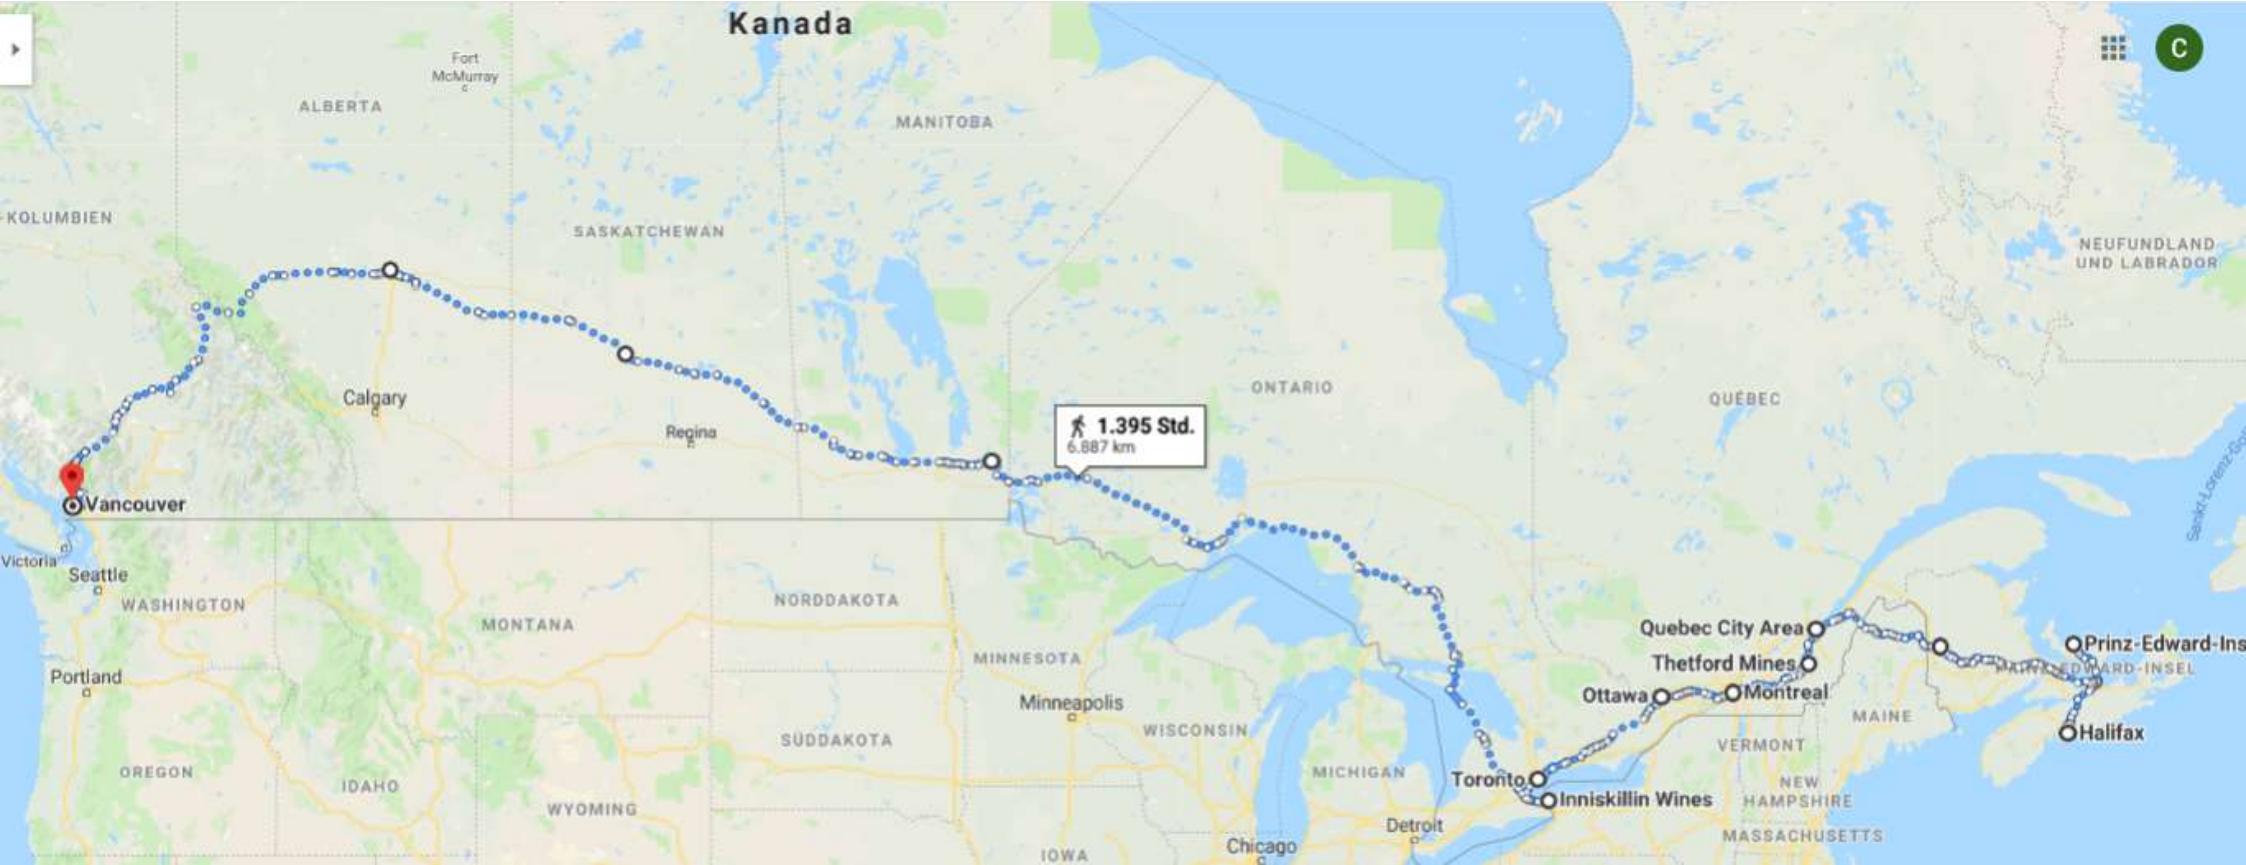 Kanada
C
Fort
McMurray
ALBERTA
MANITOBA
-KOLUMBIEN
SASKATCHEWAN
NEUFUNDLAND
UND LABRADOR
Calgary
ONTARIO
QUÉBEC
Regina
1.395 Std.
6.887 km
Sankt-Lorenz-Go
Vancouver
Victoria
Seattle
WASHINGTON
MONTANA
NORDDAKOTA
MINNESOTA
Quebec City Area
Prinz-Edward-Ins
EDWARD-INSEL
Thetford Mines
Portland
Ottawa
Montreal
Minneapolis
MAINE
WISCONSIN
Halifax
SÜDDAKOTA
VERMONT
OREGON
IDAHO
MICHIGAN
Toronto
NEW
HAMPSHIRE
WYOMING
Inniskillin Wines
Detroit
MASSACHUSETTS
Chicago
IOWA